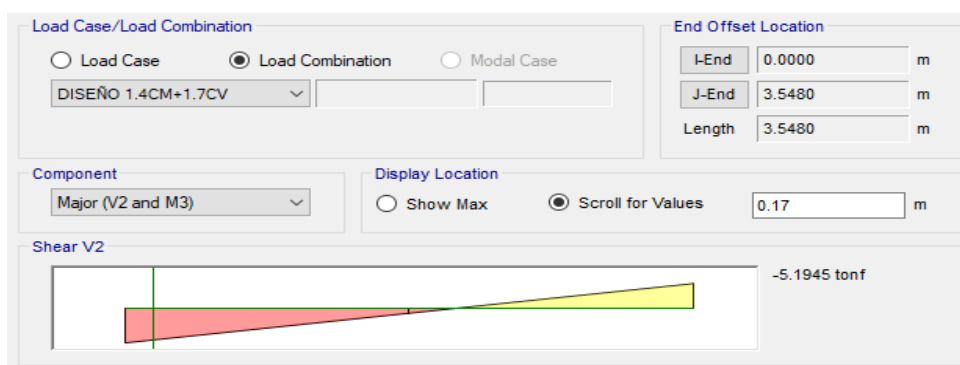 Load Case/Load Combination
Load Case Load Combination Modal Case
DISEÑO 1.4CM+1.7CV
End Offset Location
I-End 0.0000 m
J-End 3.5480 m
Length 3.5480 m
Component
Major (V2 and M3)
Display Location
Show Max Scroll for Values 0.17 m
Shear V2
-5.1945 tonf